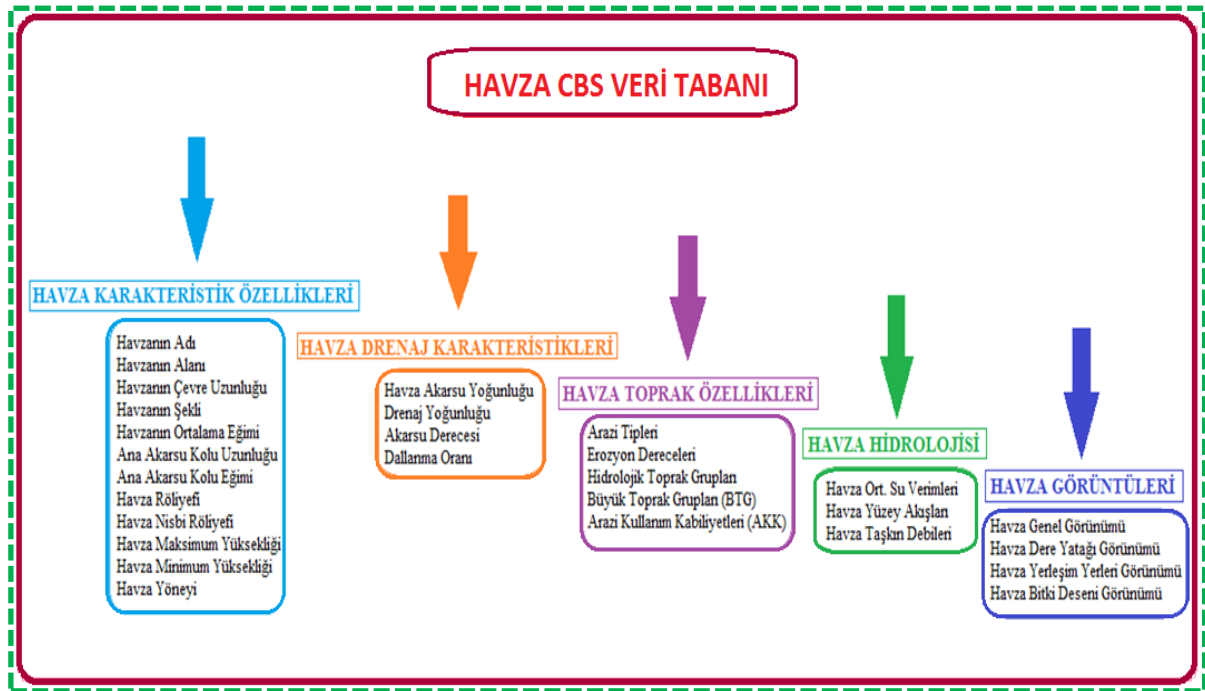 HAVZA CBS VERİ TABANI
HAVZA KARAKTERİSTİK ÖZELLİKLERİ
Havzanın Adı
Havzanın Alanı
Havzanın Çevre Uzunluğu
Havzanın Şekli
Havzanın Ortalama Eğimi
Ana Akarsu Kolu Uzunluğu
Ana Akarsu Kolu Eğimi
Havza Röliyefi
Havza Nisbi Röliyefi
Havza Maksimum Yüksekliği
Havza Minimum Yüksekliği
Havza Yöneyi
HAVZA DRENAJ KARAKTERİSTİKLERİ
Havza Akarsu Yoğunluğu
Drenaj Yoğunluğu
Akarsu Derecesi
Dallanma Oranı
HAVZA TOPRAK ÖZELLİKLERİ
Arazi Tipleri
Erozyon Dereceleri
Hidrolojik Toprak Grupları
Büyük Toprak Grupları (BTG)
Arazi Kullanım Kabiliyetleri (AKK)
HAVZA HİDROLOJİSİ
Havza Ort. Su Verimleri
Havza Yüzey Akışları
Havza Taşkın Debileri
HAVZA GÖRÜNTÜLERİ
Havza Genel Görünümü
Havza Dere Yatağı Görünümü
Havza Yerleşim Yerleri Görünümü
Havza Bitki Deseni Görünümü